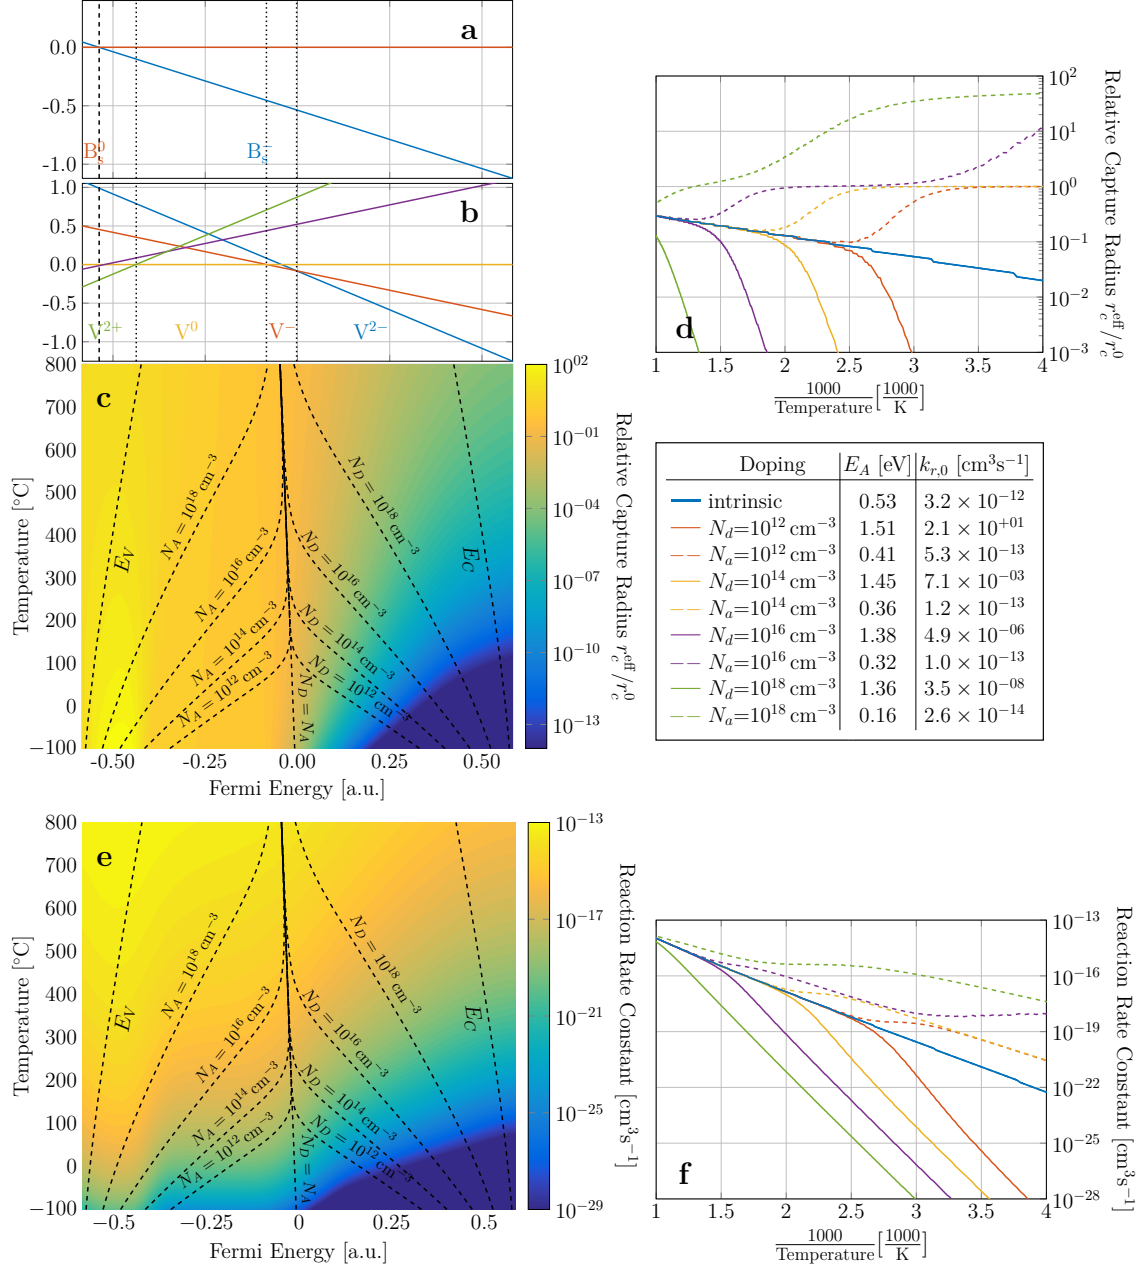 a
0.0
-0.5
-1.0
B_s^0
B_s^−
b
1.0
0.5
0.0
-0.5
-1.0
V^{2+}
V^0
V^−
V^{2−}
c
800
700
600
500
400
300
200
100
0
−100
Temperature [°C]
E_V
N_A = 10^{18} cm^{−3}
N_A = 10^{16} cm^{−3}
N_A = 10^{14} cm^{−3}
N_A = 10^{12} cm^{−3}
N_D = 10^{18} cm^{−3}
N_D = 10^{16} cm^{−3}
N_D = 10^{14} cm^{−3}
N_D = 10^{12} cm^{−3}
N_D = N_A
E_C
-0.50
-0.25
0.00
0.25
0.50
Fermi Energy [a.u.]
10^{02}
10^{−01}
10^{−04}
10^{−07}
10^{−10}
10^{−13}
Relative Capture Radius r_c^{eff}/r_c^0
d
10^2
10^1
10^0
10^{−1}
10^{−2}
10^{−3}
Relative Capture Radius r_c^{eff}/r_c^0
1 1.5 2 2.5 3 3.5 4
1000/Temperature [1000/K]
Doping E_A [eV] k_{r,0} [cm^3s^{−1}]
intrinsic 0.53 3.2 × 10^{−12}
N_d=10^{12} cm^{−3} 1.51 2.1 × 10^{+01}
N_a=10^{12} cm^{−3} 0.41 5.3 × 10^{−13}
N_d=10^{14} cm^{−3} 1.45 7.1 × 10^{−03}
N_a=10^{14} cm^{−3} 0.36 1.2 × 10^{−13}
N_d=10^{16} cm^{−3} 1.38 4.9 × 10^{−06}
N_a=10^{16} cm^{−3} 0.32 1.0 × 10^{−13}
N_d=10^{18} cm^{−3} 1.36 3.5 × 10^{−08}
N_a=10^{18} cm^{−3} 0.16 2.6 × 10^{−14}
e
800
700
600
500
400
300
200
100
0
−100
Temperature [°C]
E_V
N_A = 10^{18} cm^{−3}
N_A = 10^{16} cm^{−3}
N_A = 10^{14} cm^{−3}
N_A = 10^{12} cm^{−3}
N_D = 10^{18} cm^{−3}
N_D = 10^{16} cm^{−3}
N_D = 10^{14} cm^{−3}
N_D = 10^{12} cm^{−3}
N_D = N_A
E_C
−0.5
−0.25
0
0.25
0.5
Fermi Energy [a.u.]
10^{−13}
10^{−17}
10^{−21}
10^{−25}
10^{−29}
Reaction Rate Constant [cm^3s^{−1}]
f
10^{−13}
10^{−16}
10^{−19}
10^{−22}
10^{−25}
10^{−28}
Reaction Rate Constant [cm^3s^{−1}]
1 1.5 2 2.5 3 3.5 4
1000/Temperature [1000/K]